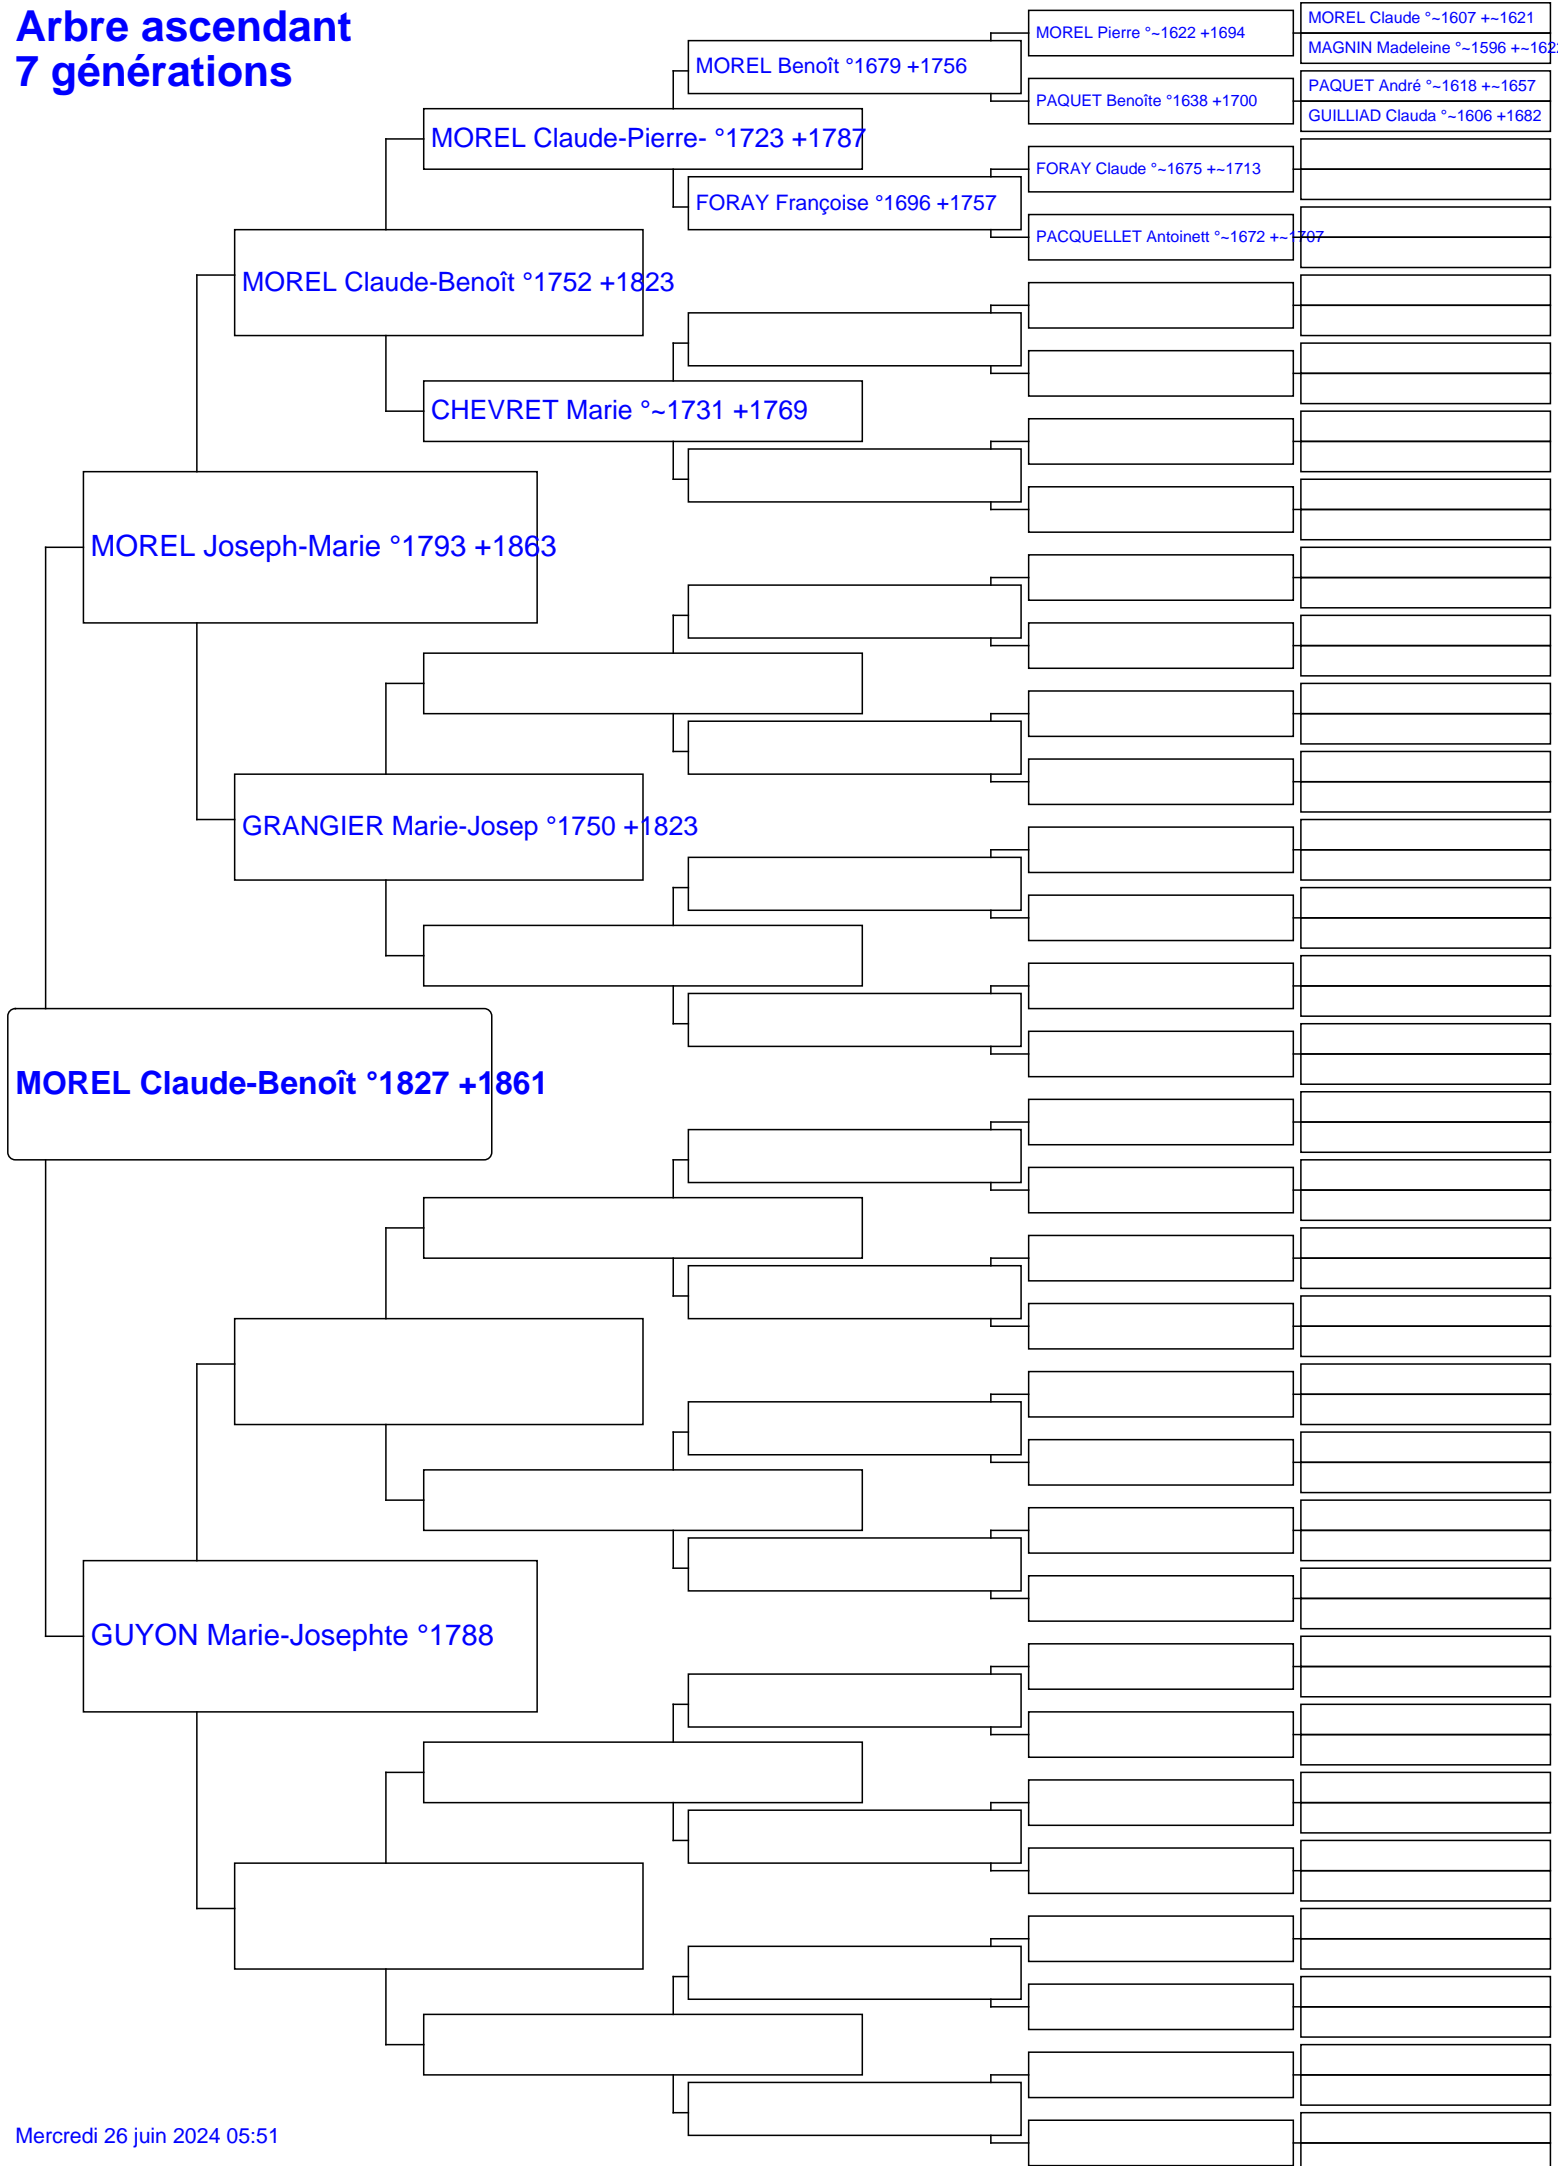 Arbre ascendant
7 générations
MOREL Claude °~1607 +~1621
MOREL Pierre °~1622 +1694
MAGNIN Madeleine °~1596 +~162
MOREL Benoît °1679 +1756
PAQUET André °~1618 +~1657
PAQUET Benoîte °1638 +1700
GUILLIAD Clauda °~1606 +1682
MOREL Claude-Pierre- °1723 +1787
FORAY Claude °~1675 +~1713
FORAY Françoise °1696 +1757
PACQUELLET Antoinett °~1672 +~1707
MOREL Claude-Benoît °1752 +1823
CHEVRET Marie °~1731 +1769
MOREL Joseph-Marie °1793 +1863
GRANGIER Marie-Josep °1750 +1823
MOREL Claude-Benoît °1827 +1861
GUYON Marie-Josephte °1788
Mercredi 26 juin 2024 05:51